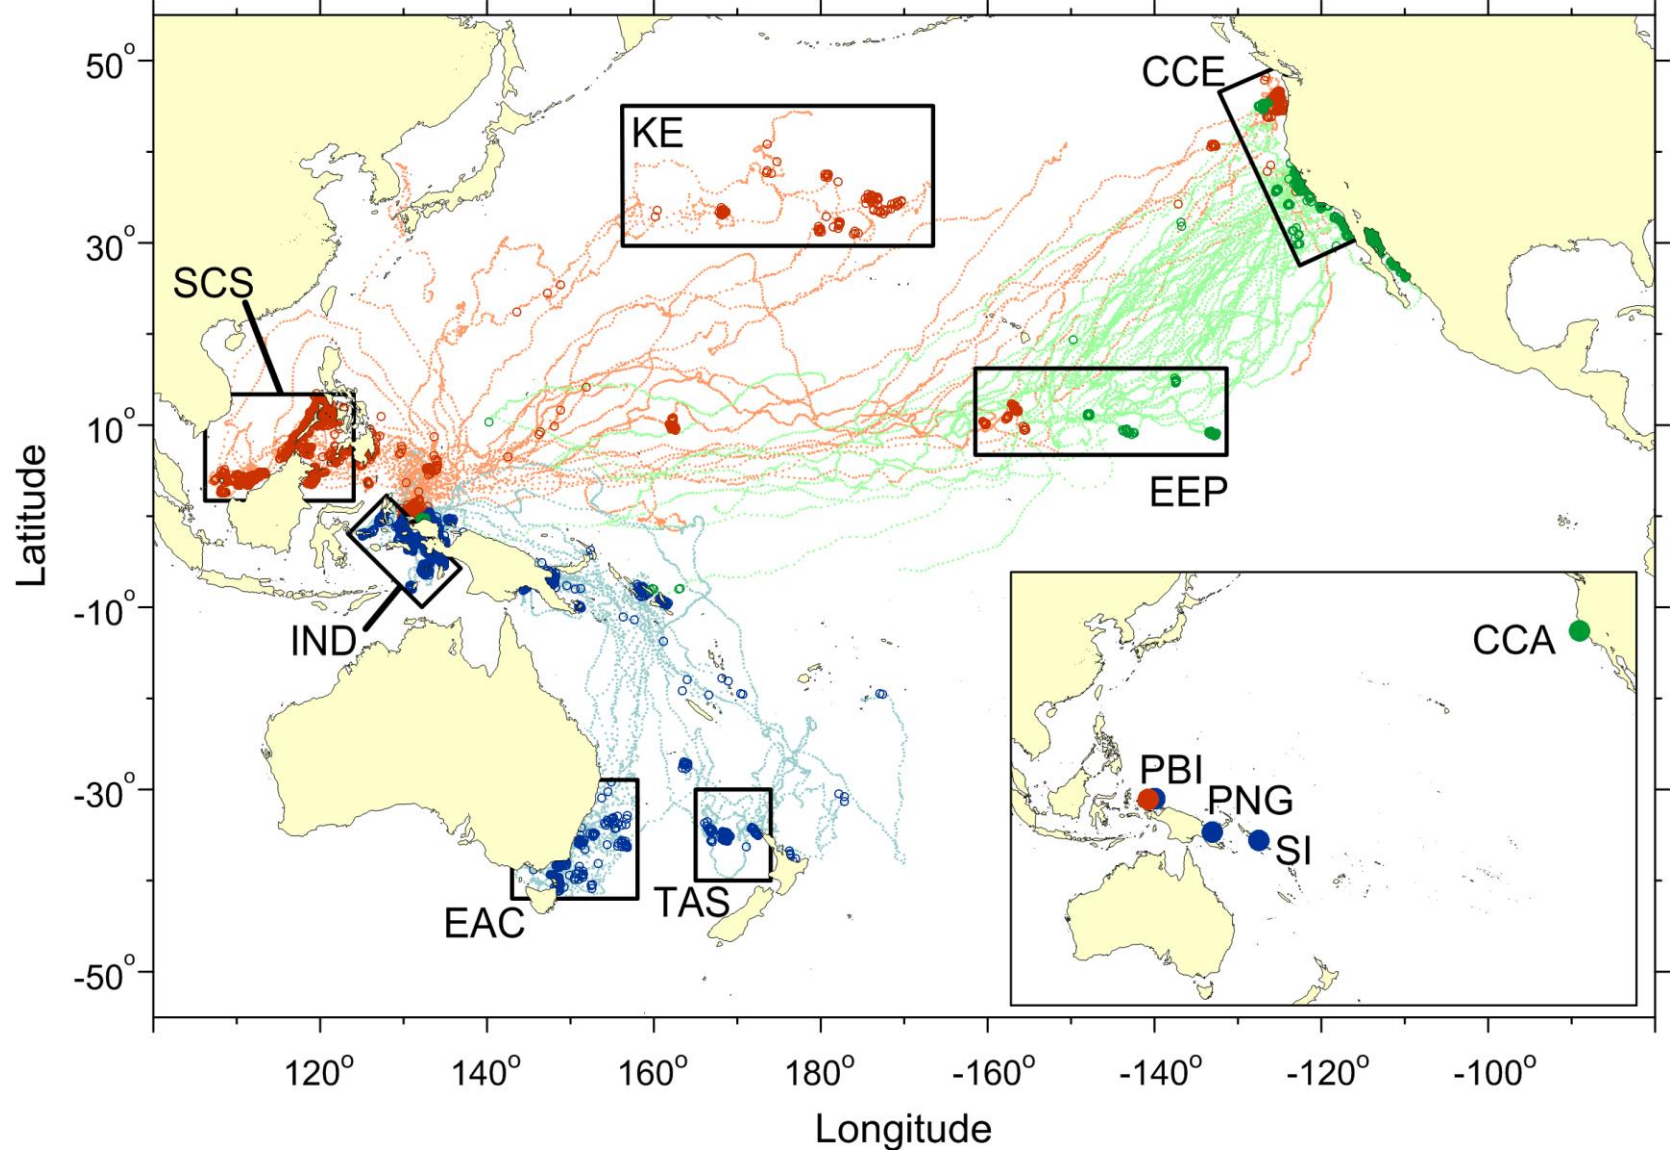 50°
30°
10°
-10°
-30°
-50°
Latitude
CCE
KE
SCS
EEP
IND
EAC
TAS
CCA
PBI
PNG
SI
120° 140° 160° 180° -160° -140° -120° -100°
Longitude